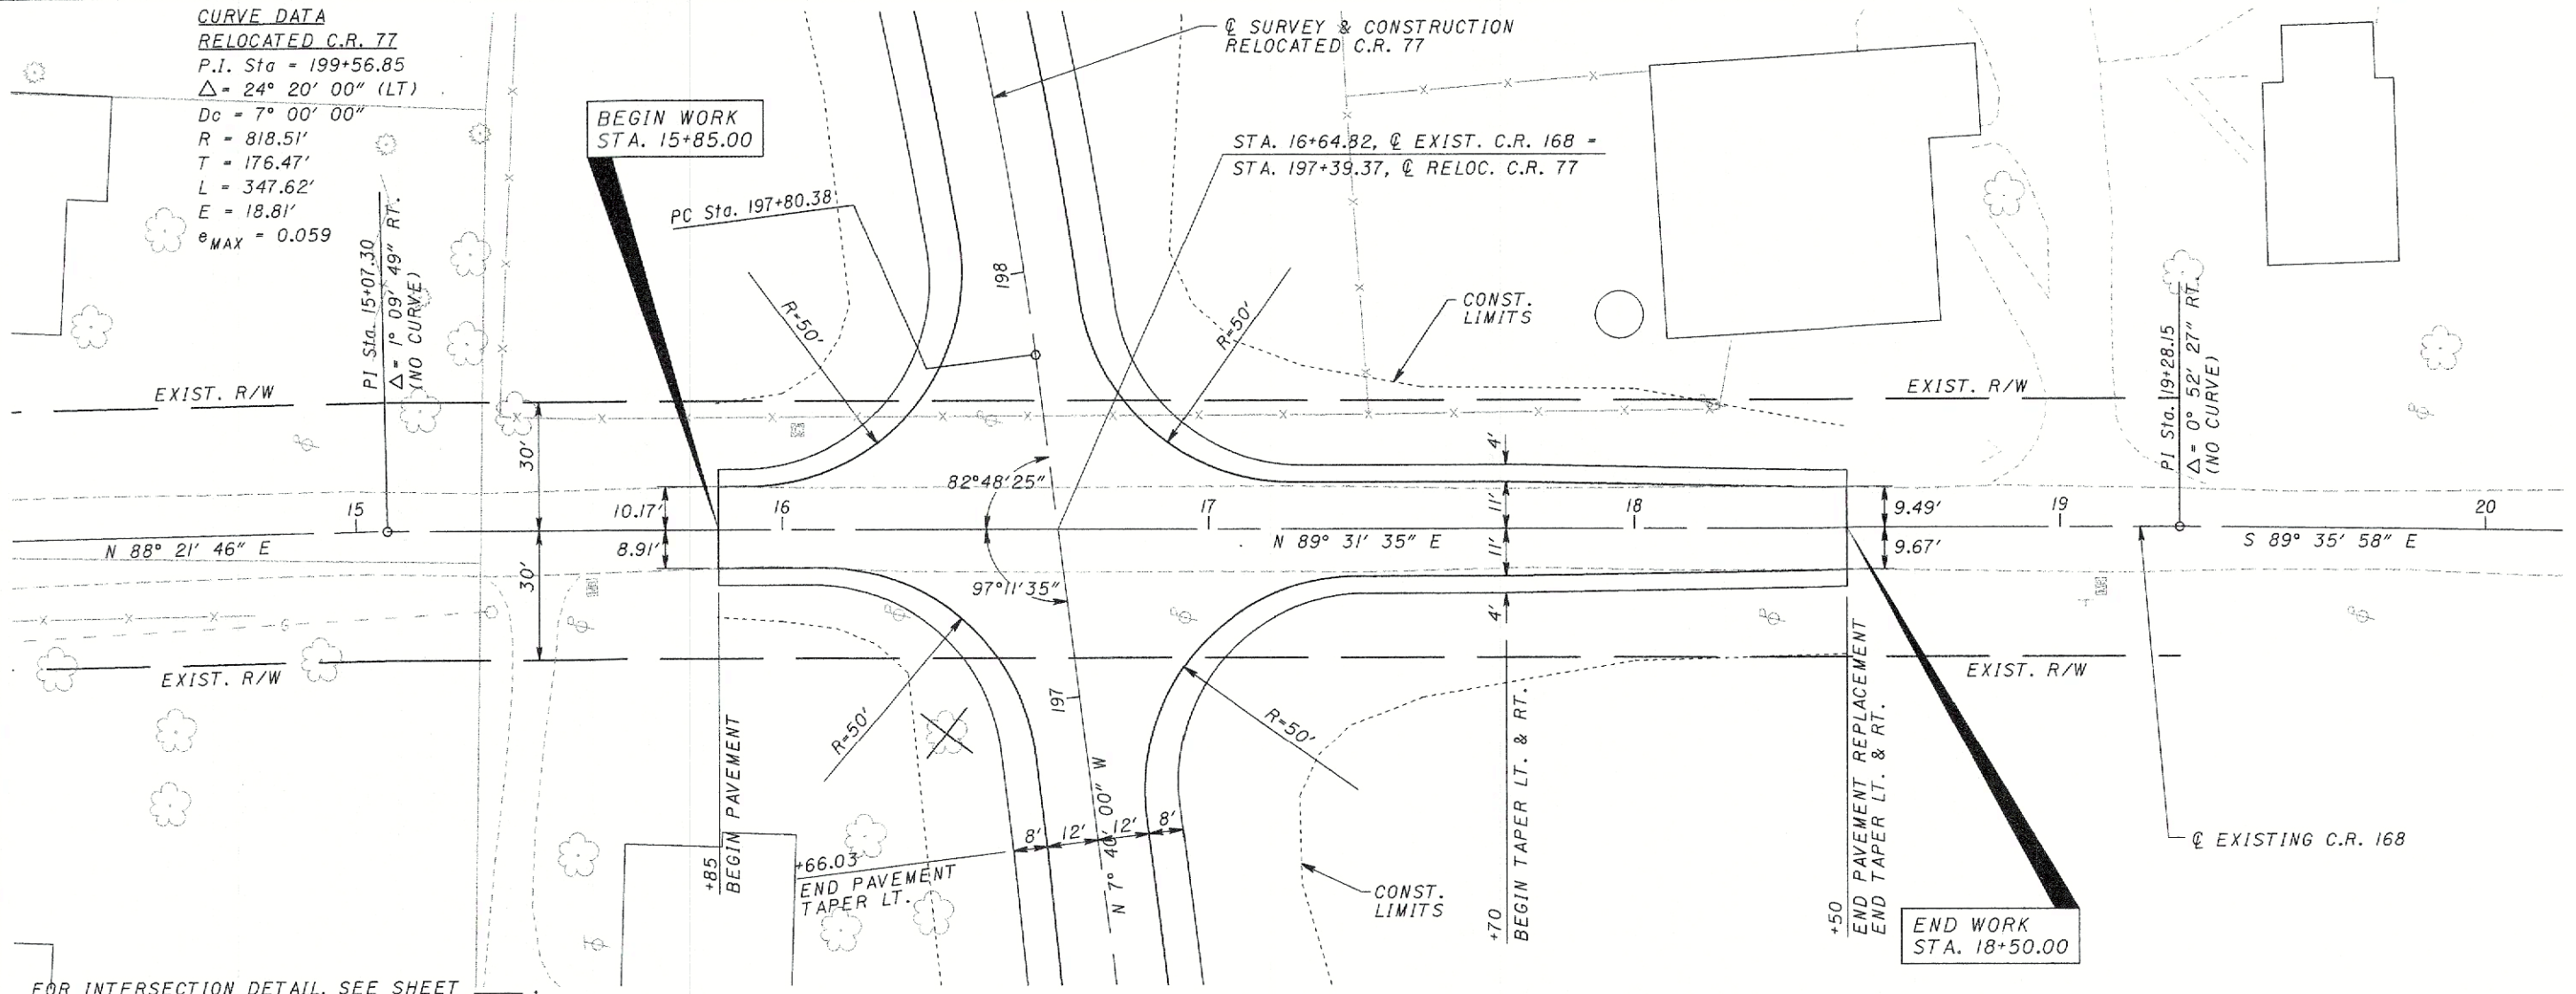 CURVE DATA
RELOCATED C.R. 77
P.I. Sta = 199+56.85
Δ = 24° 20' 00" (LT)
Dc = 7° 00' 00"
R = 818.51'
T = 176.47'
L = 347.62'
E = 18.81'
e MAX = 0.059
BEGIN WORK
STA. 15+85.00
℄ SURVEY & CONSTRUCTION
RELOCATED C.R. 77
STA. 16+64.82, ℄ EXIST. C.R. 168 =
STA. 197+39.37, ℄ RELOC. C.R. 77
PC Sta. 197+80.38
PI Sta. 15+07.30
Δ = 1° 09' 49" RT.
(NO CURVE)
198
R=50'
R=50'
CONST.
LIMITS
PI Sta. 19+28.15
Δ = 0° 52' 27" RT.
(NO CURVE)
EXIST. R/W
EXIST. R/W
30'
4'
82°48'25"
10.17'
11'
9.49'
15
16
17
18
19
20
N 88° 21' 46" E
8.91'
N 89° 31' 35" E
11'
9.67'
S 89° 35' 58" E
30'
97°11'35"
4'
G
EXIST. R/W
EXIST. R/W
197
R=50'
R=50'
+85
BEGIN PAVEMENT
8'
12'
12'
8'
N 7° 40' 00" W
+66.03
END PAVEMENT
TAPER LT.
CONST.
LIMITS
+70
BEGIN TAPER LT. & RT.
+50
END PAVEMENT REPLACEMENT
END TAPER LT. & RT.
℄ EXISTING C.R. 168
END WORK
STA. 18+50.00
FOR INTERSECTION DETAIL, SEE SHEET ____.